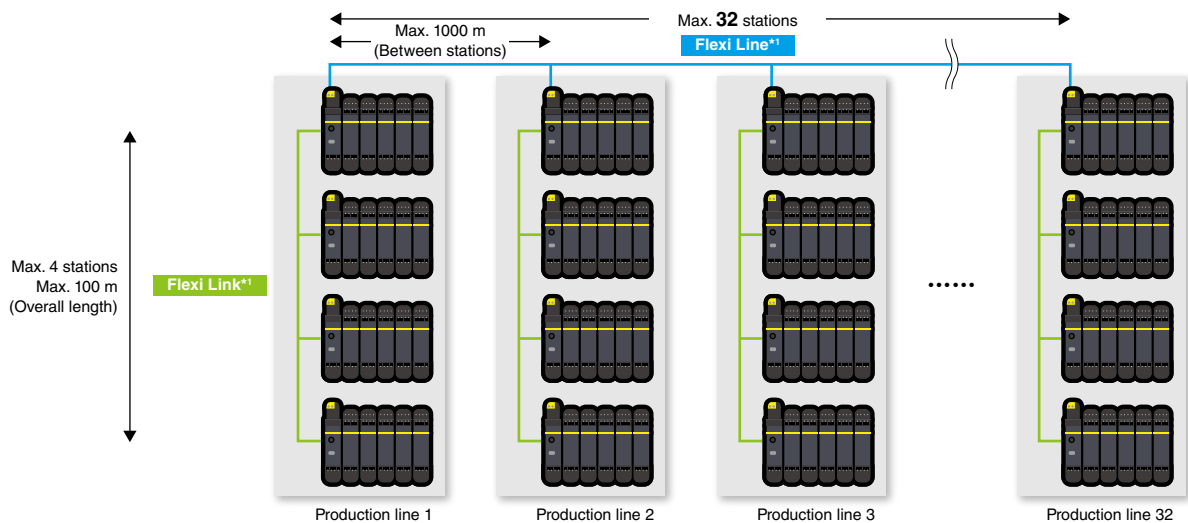 Max. 32 stations
Max. 1000 m
(Between stations)
Flexi Line*1
Max. 4 stations
Max. 100 m
(Overall length)
Flexi Link*1
......
Production line 1
Production line 2
Production line 3
Production line 32